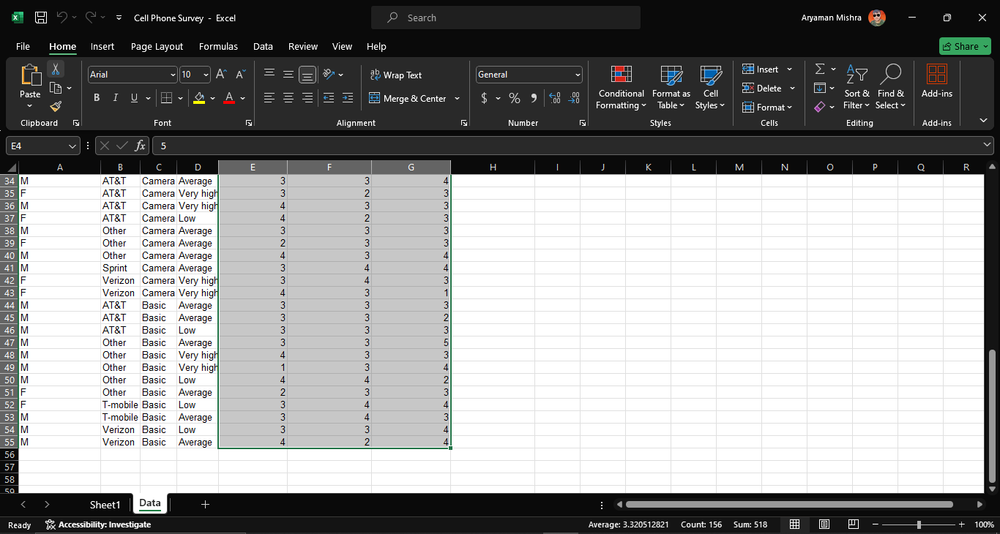 Cell Phone Survey - Excel
Search
Aryaman Mishra
File Home Insert Page Layout Formulas Data Review View Help
Share
Paste
Clipboard
Arial 10
A A
B I U A
Font
ab Wrap Text
Merge & Center
Alignment
General
$ % 9
Number
Conditional Formatting
Format as Table
Cell Styles
Styles
Insert
Delete
Format
Cells
Sort & Filter
Find & Select
Editing
Add-ins
Add-ins
E4 fx 5
A B C D E F G H I J K L M N O P Q R
34 M AT&T Camera Average 3 3 4
35 F AT&T Camera Very high 3 2 3
36 M AT&T Camera Very high 4 3 3
37 F AT&T Camera Low 4 2 3
38 M Other Camera Average 3 3 3
39 F Other Camera Average 2 3 3
40 M Other Camera Average 4 3 4
41 M Sprint Camera Average 3 4 4
42 F Verizon Camera Very high 3 4 3
43 F Verizon Camera Very high 4 3 1
44 M AT&T Basic Average 3 3 3
45 M AT&T Basic Average 3 3 2
46 M AT&T Basic Low 3 3 3
47 M Other Basic Average 3 3 5
48 M Other Basic Very high 4 3 3
49 M Other Basic Very high 1 3 4
50 M Other Basic Low 4 4 2
51 F Other Basic Average 2 3 3
52 F T-mobile Basic Low 3 4 4
53 M T-mobile Basic Average 3 4 3
54 M Verizon Basic Low 3 3 4
55 M Verizon Basic Average 4 2 4
56
57
58
59
Sheet1 Data
Ready Accessibility: Investigate Average: 3.320512821 Count: 156 Sum: 518 100%